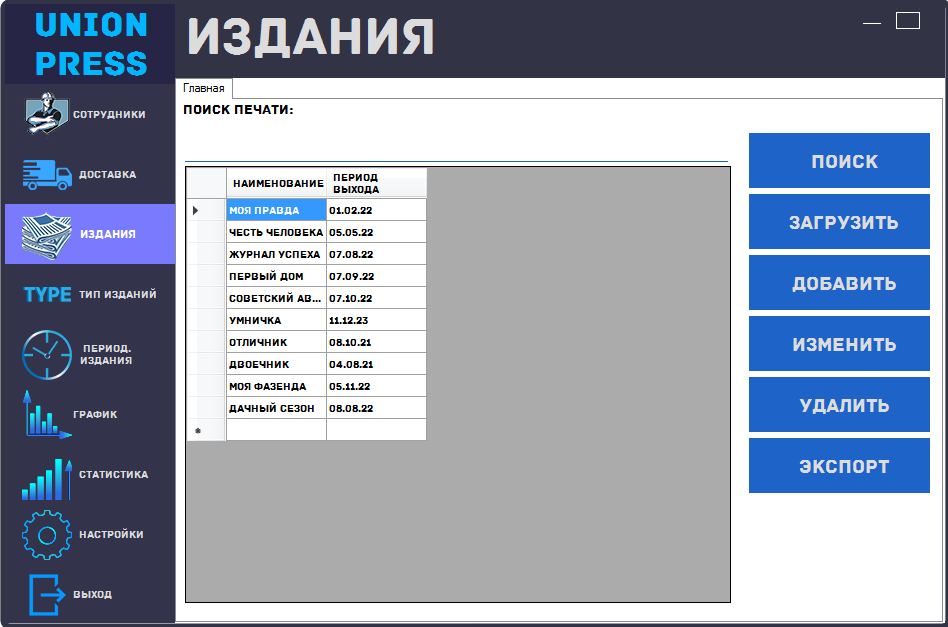 UNION
PRESS
ИЗДАНИЯ
СОТРУДНИКИ
ДОСТАВКА
ИЗДАНИЯ
TYPE ТИП ИЗДАНИЙ
ПЕРИОД.
ИЗДАНИЯ
ГРАФИК
СТАТИСТИКА
НАСТРОЙКИ
ВЫХОД
Главная
ПОИСК ПЕЧАТИ:
НАИМЕНОВАНИЕ ПЕРИОД
ВЫХОДА
МОЯ ПРАВДА 01.02.22
ЧЕСТЬ ЧЕЛОВЕКА 05.05.22
ЖУРНАЛ УСПЕХА 07.08.22
ПЕРВЫЙ ДОМ 07.09.22
СОВЕТСКИЙ АВ... 07.10.22
УМНИЧКА 11.12.23
ОТЛИЧНИК 08.10.21
ДВОЕЧНИК 04.08.21
МОЯ ФАЗЕНДА 05.11.22
ДАЧНЫЙ СЕЗОН 08.08.22
ПОИСК
ЗАГРУЗИТЬ
ДОБАВИТЬ
ИЗМЕНИТЬ
УДАЛИТЬ
ЭКСПОРТ